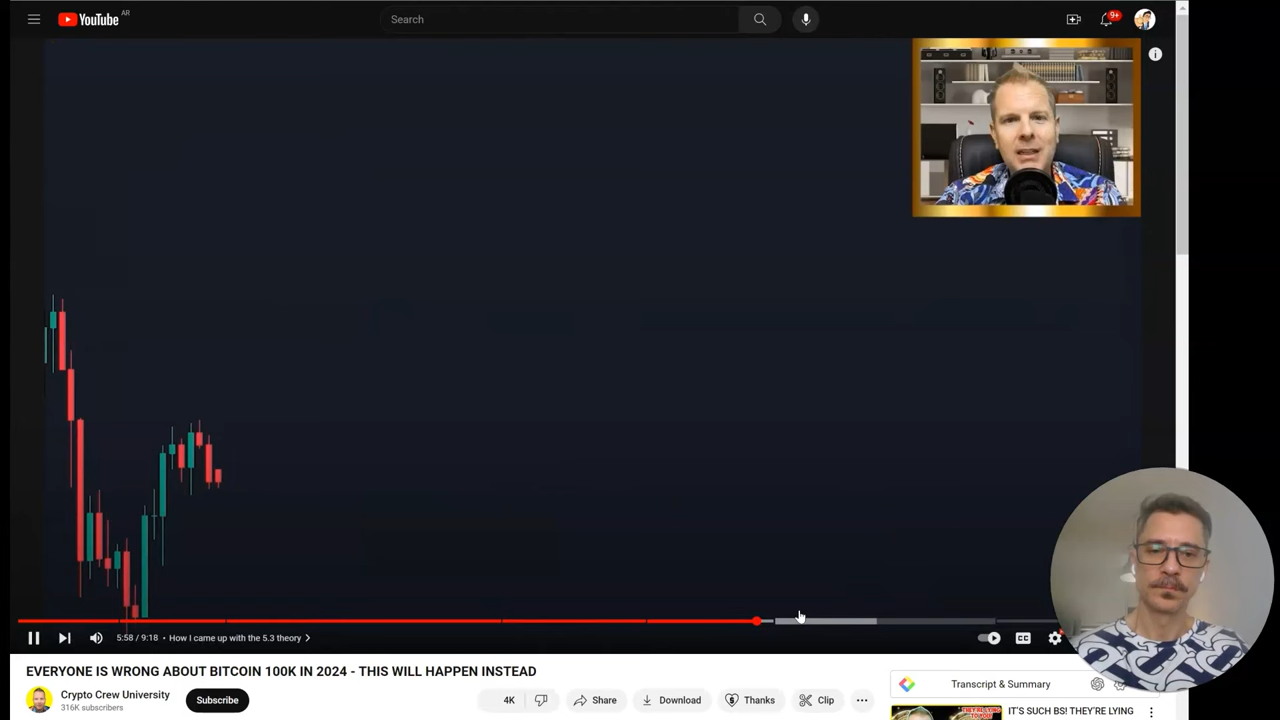 YouTube AR
Search
9+
5:58 / 9:18 • How I came up with the 5.3 theory
CC
EVERYONE IS WRONG ABOUT BITCOIN 100K IN 2024 - THIS WILL HAPPEN INSTEAD
Crypto Crew University
316K subscribers
Subscribe
4K
Share
Download
Thanks
Clip
Transcript & Summary
IT'S SUCH BS! THEY'RE LYING